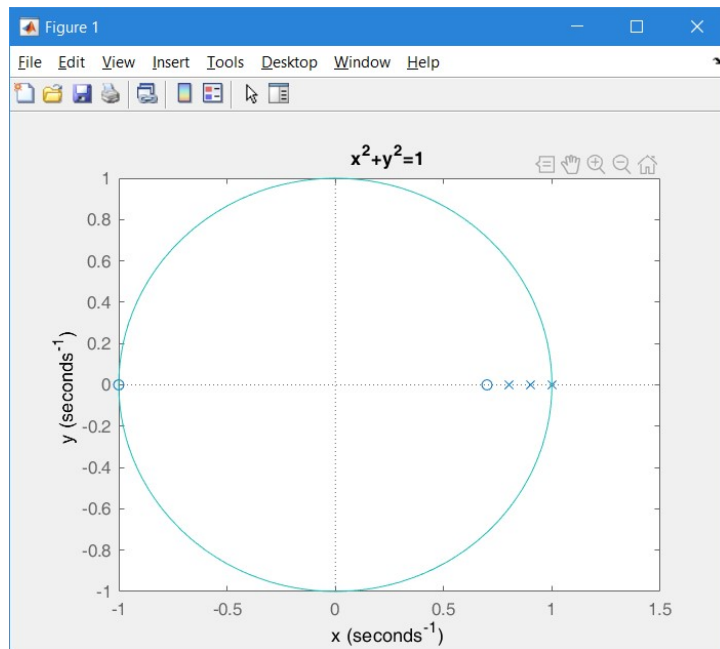 Figure 1
File Edit View Insert Tools Desktop Window Help
x²+y²=1
1
0.8
0.6
0.4
0.2
0
-0.2
-0.4
-0.6
-0.8
-1
y (seconds⁻¹)
-1 -0.5 0 0.5 1 1.5
x (seconds⁻¹)